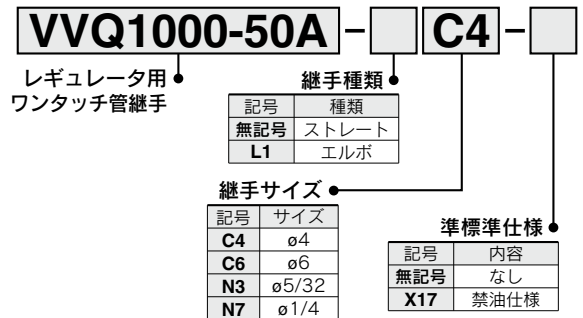 VVQ1000-50A - C4 -
レギュレータ用
ワンタッチ管継手
継手種類
記号 種類
無記号 ストレート
L1 エルボ
継手サイズ
記号 サイズ
C4 ø4
C6 ø6
N3 ø5/32
N7 ø1/4
準標準仕様
記号 内容
無記号 なし
X17 禁油仕様